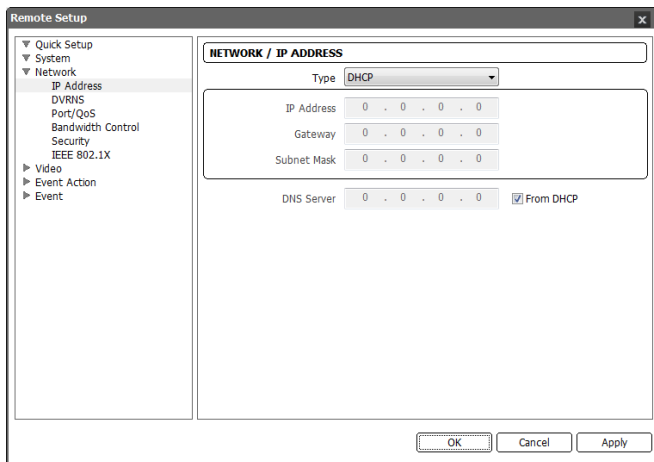 Remote Setup
x
Quick Setup
System
Network
IP Address
DVRNS
Port/QoS
Bandwidth Control
Security
IEEE 802.1X
Video
Event Action
Event
NETWORK / IP ADDRESS
Type DHCP
IP Address 0 . 0 . 0 . 0
Gateway 0 . 0 . 0 . 0
Subnet Mask 0 . 0 . 0 . 0
DNS Server 0 . 0 . 0 . 0 From DHCP
OK Cancel Apply